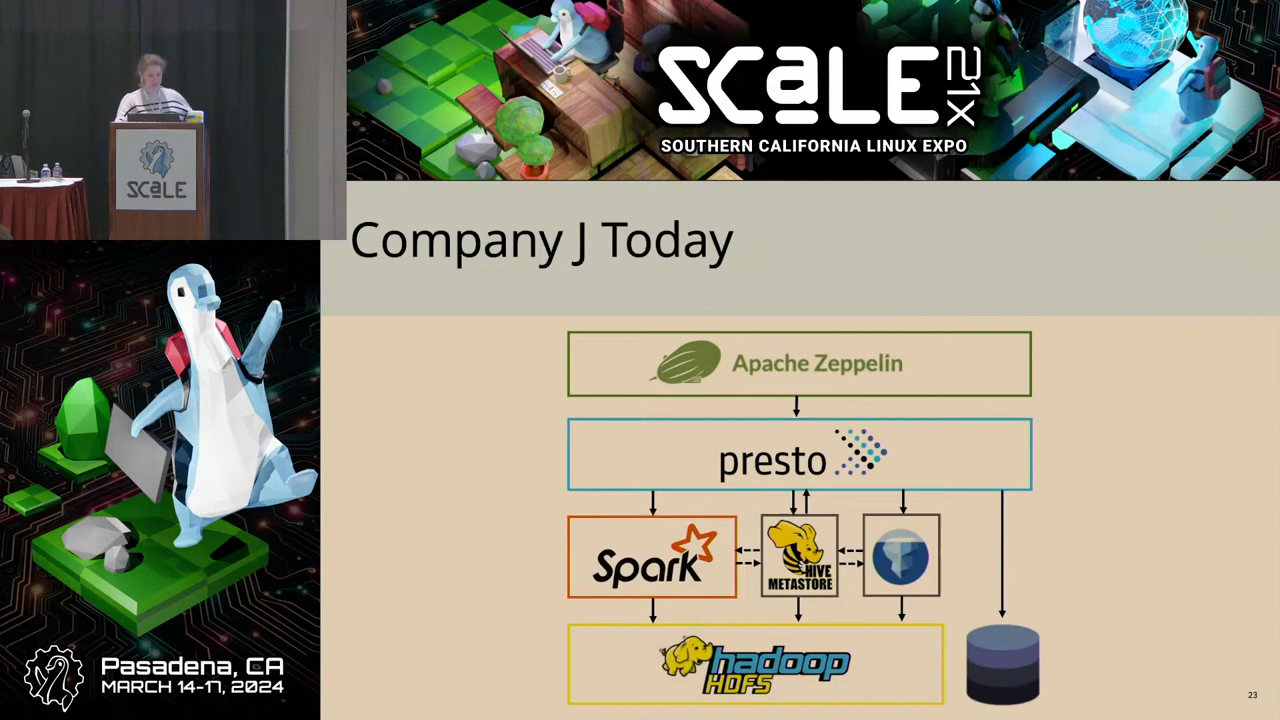 SCALE
21X
SOUTHERN CALIFORNIA LINUX EXPO
SCALE
Company J Today
Apache Zeppelin
presto
Spark
HIVE
METASTORE
hadoop
HDFS
Pasadena, CA
MARCH 14-17, 2024
23